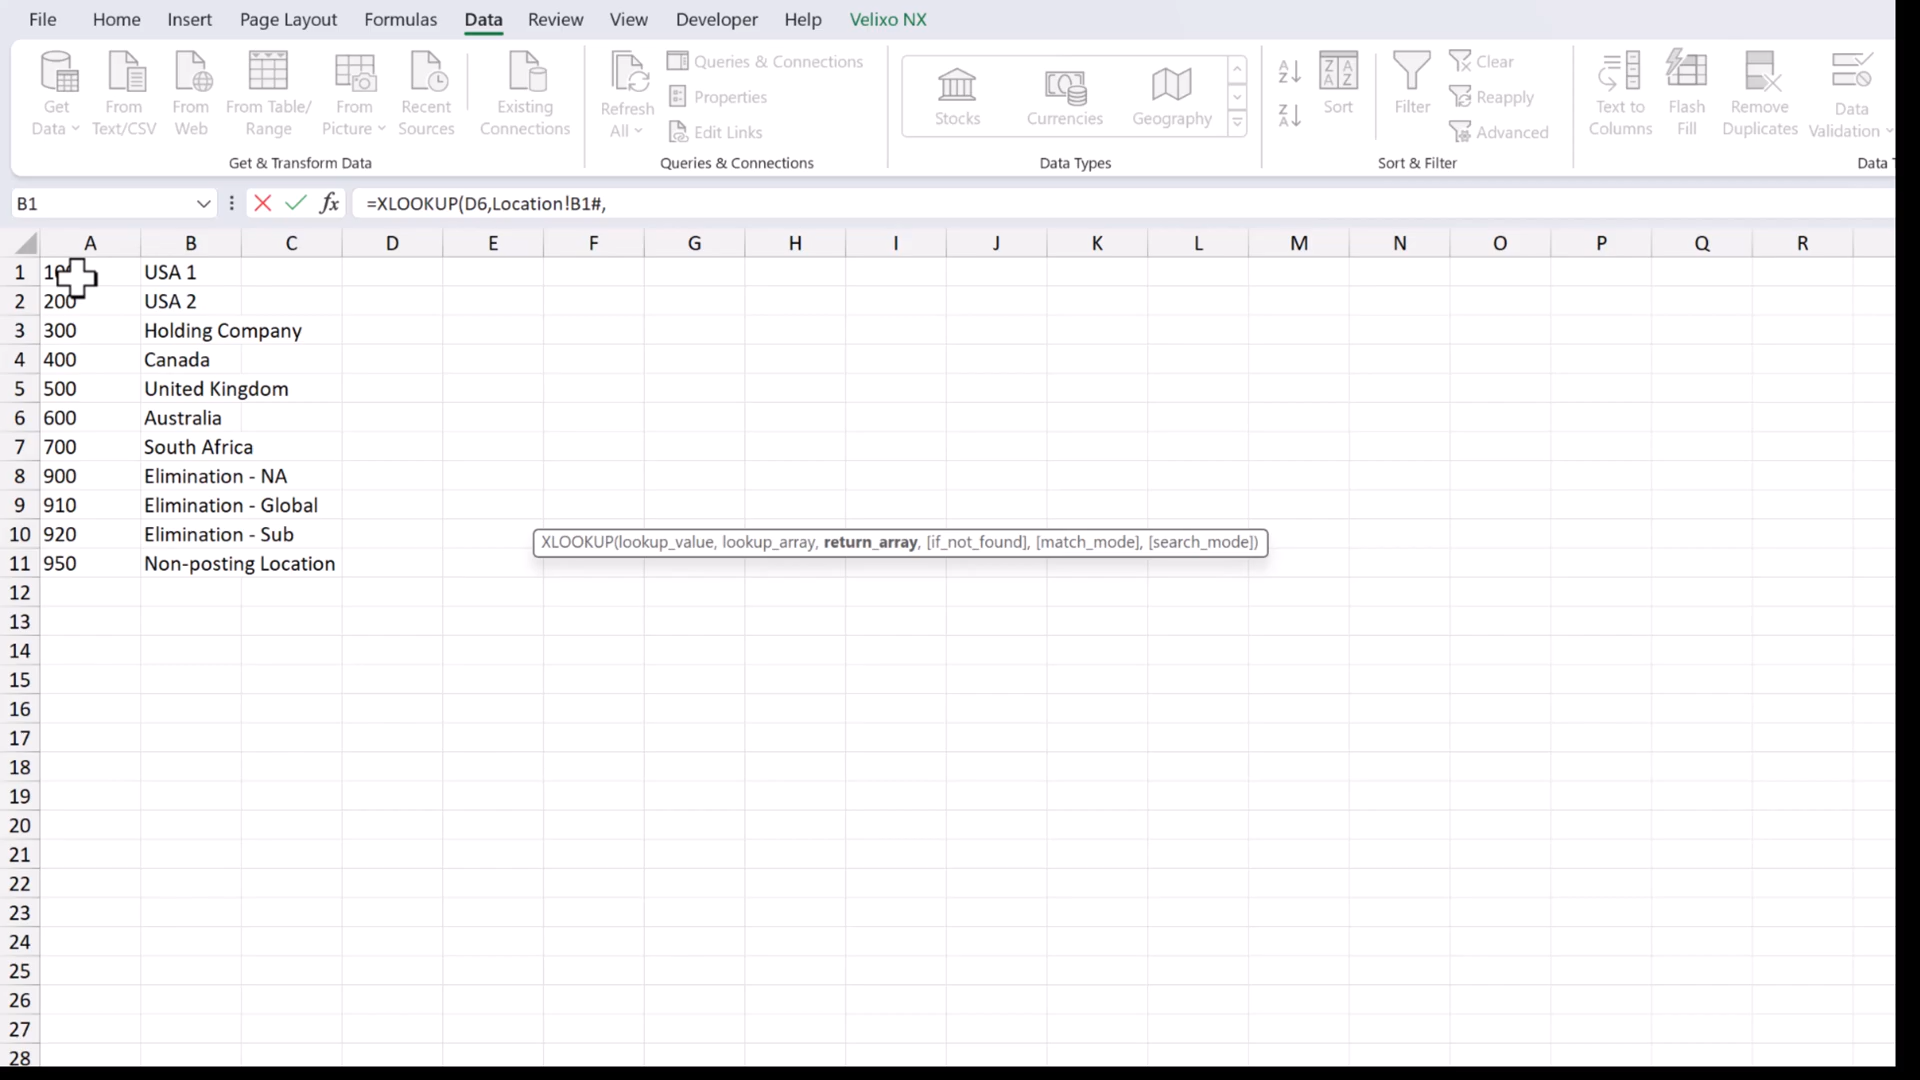 File Home Insert Page Layout Formulas Data Review View Developer Help Velixo NX
Get Data
From Text/CSV
From Web
From Table/ Range
From Picture
Recent Sources
Existing Connections
Get & Transform Data
Refresh All
Queries & Connections
Properties
Edit Links
Queries & Connections
Stocks
Currencies
Geography
Data Types
Sort
Filter
Clear
Reapply
Advanced
Sort & Filter
Text to Columns
Flash Fill
Remove Duplicates
Data Validation
Data
B1 fx =XLOOKUP(D6,Location!B1#,
A B C D E F G H I J K L M N O P Q R
1 USA 1
2 200 USA 2
3 300 Holding Company
4 400 Canada
5 500 United Kingdom
6 600 Australia
7 700 South Africa
8 900 Elimination - NA
9 910 Elimination - Global
10 920 Elimination - Sub
XLOOKUP(lookup_value, lookup_array, return_array, [if_not_found], [match_mode], [search_mode])
11 950 Non-posting Location
12
13
14
15
16
17
18
19
20
21
22
23
24
25
26
27
28